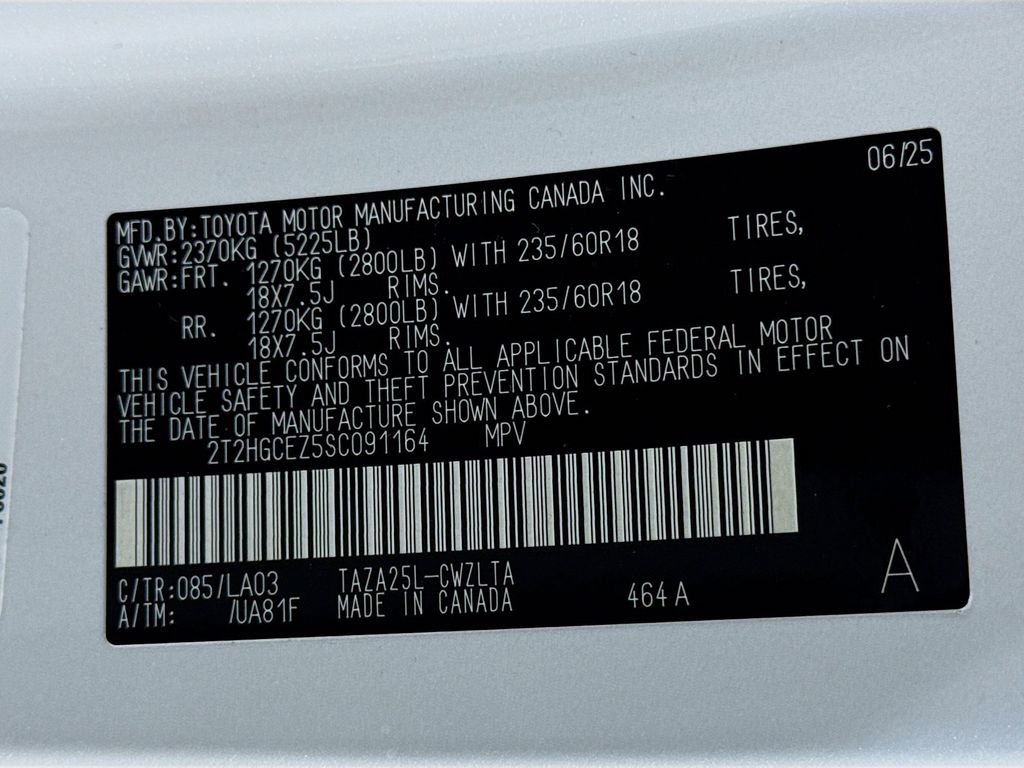 06/25
MFD.BY:TOYOTA MOTOR MANUFACTURING CANADA INC.
GVWR:2370KG (5225LB)
GAWR:FRT. 1270KG (2800LB) WITH 235/60R18 TIRES,
18X7.5J RIMS.
RR. 1270KG (2800LB) WITH 235/60R18 TIRES,
18X7.5J RIMS.
THIS VEHICLE CONFORMS TO ALL APPLICABLE FEDERAL MOTOR
VEHICLE SAFETY AND THEFT PREVENTION STANDARDS IN EFFECT ON
THE DATE OF MANUFACTURE SHOWN ABOVE.
2T2HGCEZ5SC091164 MPV
C/TR:085/LA03 TAZA25L-CWZLTA
A/TM: /UA81F MADE IN CANADA 464A
A